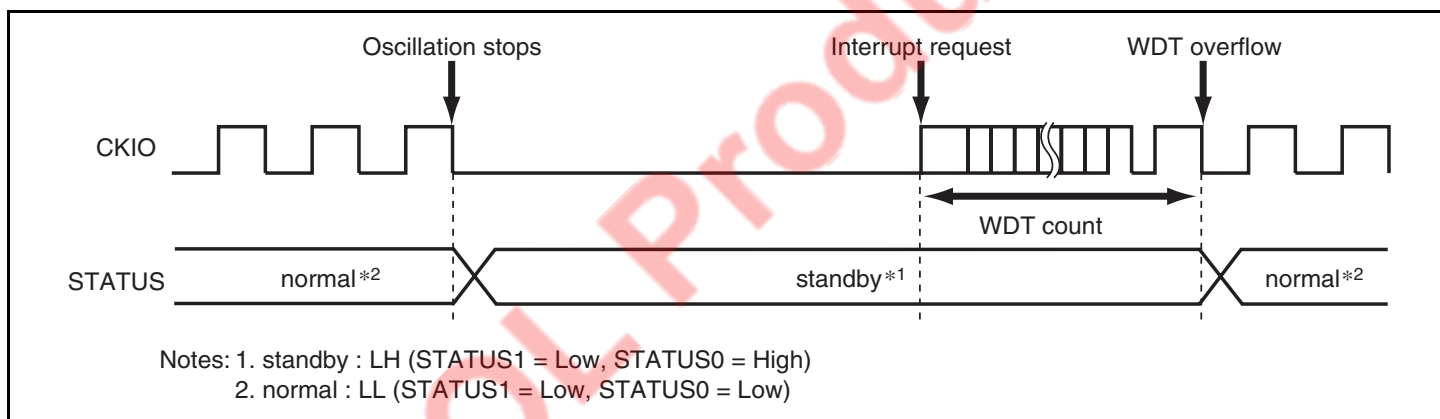 Oscillation stops Interrupt request WDT overflow
CKIO
WDT count
STATUS normal*2 standby*1 normal*2
Notes: 1. standby : LH (STATUS1 = Low, STATUS0 = High)
2. normal : LL (STATUS1 = Low, STATUS0 = Low)